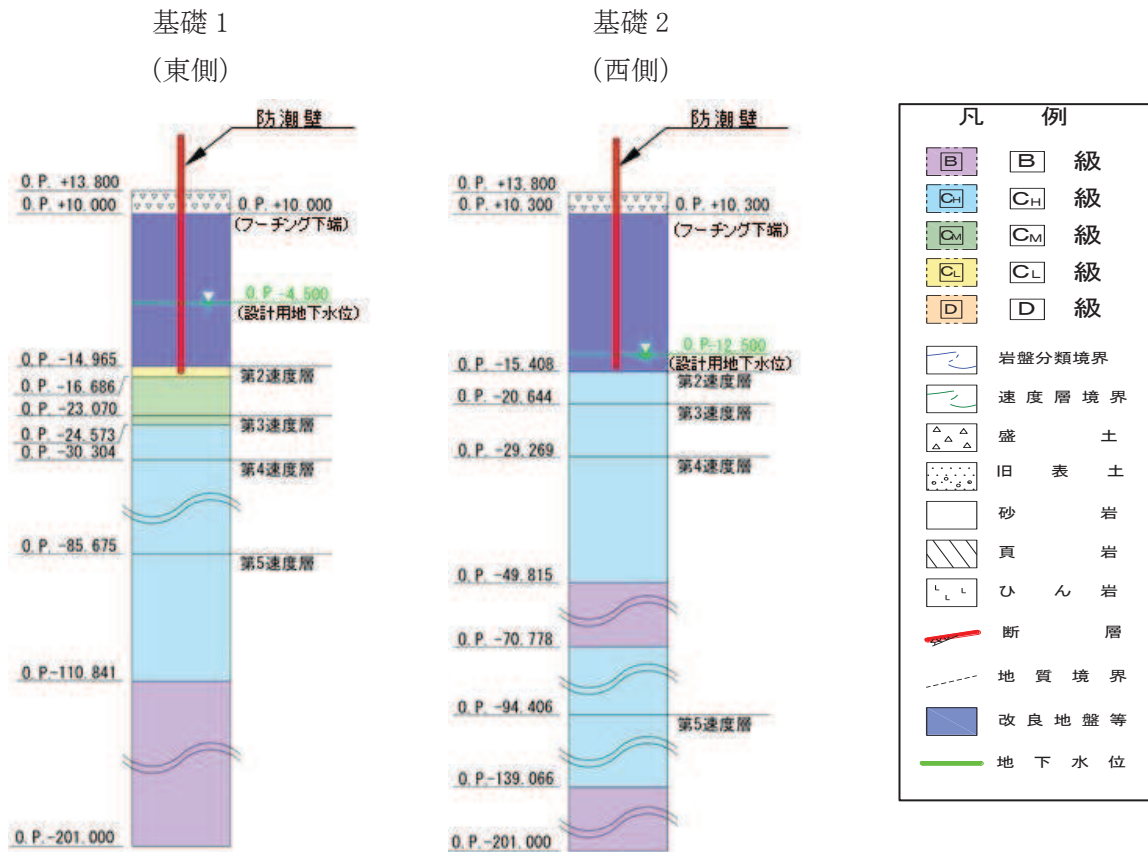 基礎 1
(東側)
防潮壁
O.P. +13.800
O.P. +10.000
O.P. +10.000
(フーチング下端)
O.P.-4.500
(設計用地下水位)
O.P.-14.965
第2速度層
O.P.-16.686
O.P.-23.070
第3速度層
O.P.-24.573
O.P.-30.304
第4速度層
O.P.-85.675
第5速度層
O.P.-110.841
O.P.-201.000
基礎 2
(西側)
防潮壁
O.P. +13.800
O.P. +10.300
O.P. +10.300
(フーチング下端)
O.P-12.500
(設計用地下水位)
O.P.-15.408
第2速度層
O.P.-20.644
第3速度層
O.P.-29.269
第4速度層
O.P.-49.815
O.P.-70.778
O.P.-94.406
第5速度層
O.P.-139.066
O.P.-201.000
凡 例
B B 級
CH CH 級
CM CM 級
CL CL 級
D D 級
岩盤分類境界
速度層境界
盛土
旧表土
砂岩
頁岩
ひん岩
断層
地質境界
改良地盤等
地下水位